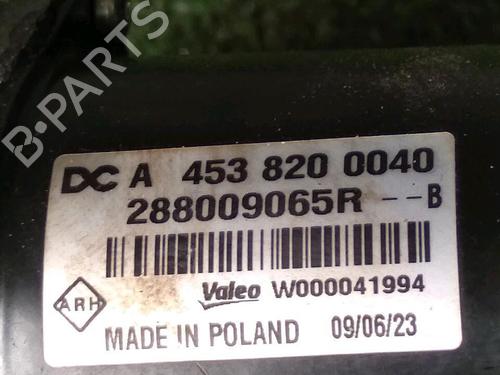 B-PARTS
DC A 453 820 0040
288009065R --B
ARH Valeo W000041994
MADE IN POLAND 09/06/23